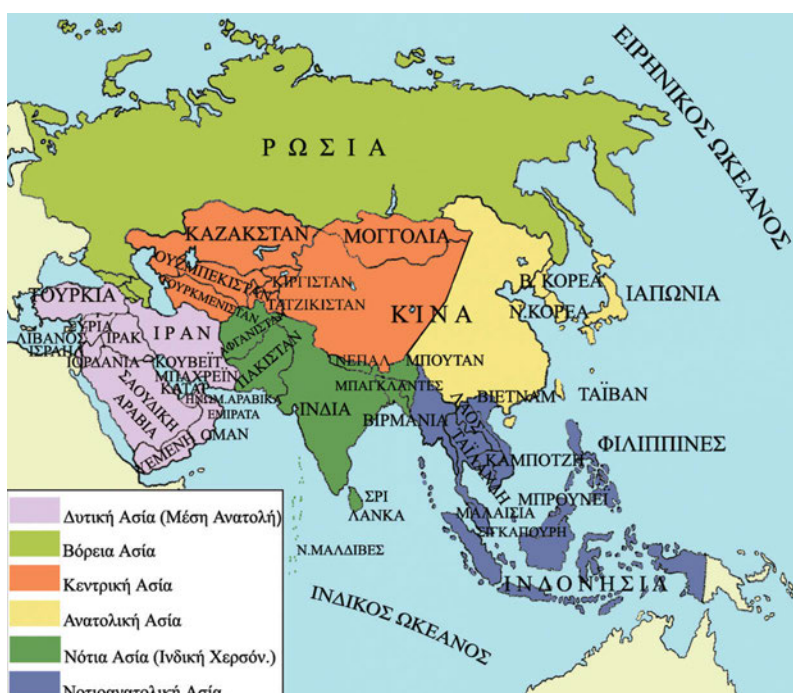 ΕΙΡΗΝΙΚΟΣ ΩΚΕΑΝΟΣ
ΡΩΣΙΑ
ΚΑΖΑΚΣΤΑΝ
ΜΟΓΓΟΛΙΑ
ΟΥΖΜΠΕΚΙΣΤΑΝ
ΚΙΡΓΙΣΤΑΝ
ΤΟΥΡΚΜΕΝΙΣΤΑΝ
ΤΑΤΖΙΚΙΣΤΑΝ
Β. ΚΟΡΕΑ
Ν. ΚΟΡΕΑ
ΙΑΠΩΝΙΑ
ΤΟΥΡΚΙΑ
ΚΙΝΑ
ΣΥΡΙΑ
ΛΙΒΑΝΟΣ
ΙΡΑΚ
ΙΡΑΝ
ΙΣΡΑΗΛ
ΙΟΡΔΑΝΙΑ
ΚΟΥΒΕΪΤ
ΑΦΓΑΝΙΣΤΑΝ
ΠΑΚΙΣΤΑΝ
ΝΕΠΑΛ
ΜΠΟΥΤΑΝ
ΜΠΑΧΡΕΪΝ
ΚΑΤΑΡ
ΜΠΑΓΚΛΑΝΤΕΣ
ΣΑΟΥΔΙΚΗ
ΑΡΑΒΙΑ
ΗΝΩΜ.ΑΡΑΒΙΚΑ
ΕΜΙΡΑΤΑ
ΙΝΔΙΑ
ΒΙΡΜΑΝΙΑ
ΛΑΟΣ
ΒΙΕΤΝΑΜ
ΤΑΪΒΑΝ
ΥΕΜΕΝΗ
ΟΜΑΝ
ΤΑΪΛΑΝΔΗ
ΚΑΜΠΟΤΖΗ
ΦΙΛΙΠΠΙΝΕΣ
ΣΡΙ
ΛΑΝΚΑ
ΜΠΡΟΥΝΕΪ
ΜΑΛΑΙΣΙΑ
ΣΙΓΚΑΠΟΥΡΗ
Ν.ΜΑΛΔΙΒΕΣ
ΙΝΔΟΝΗΣΙΑ
ΙΝΔΙΚΟΣ ΩΚΕΑΝΟΣ
Δυτική Ασία (Μέση Ανατολή)
Βόρεια Ασία
Κεντρική Ασία
Ανατολική Ασία
Νότια Ασία (Ινδική Χερσόν.)
Νοτιοανατολική Ασία